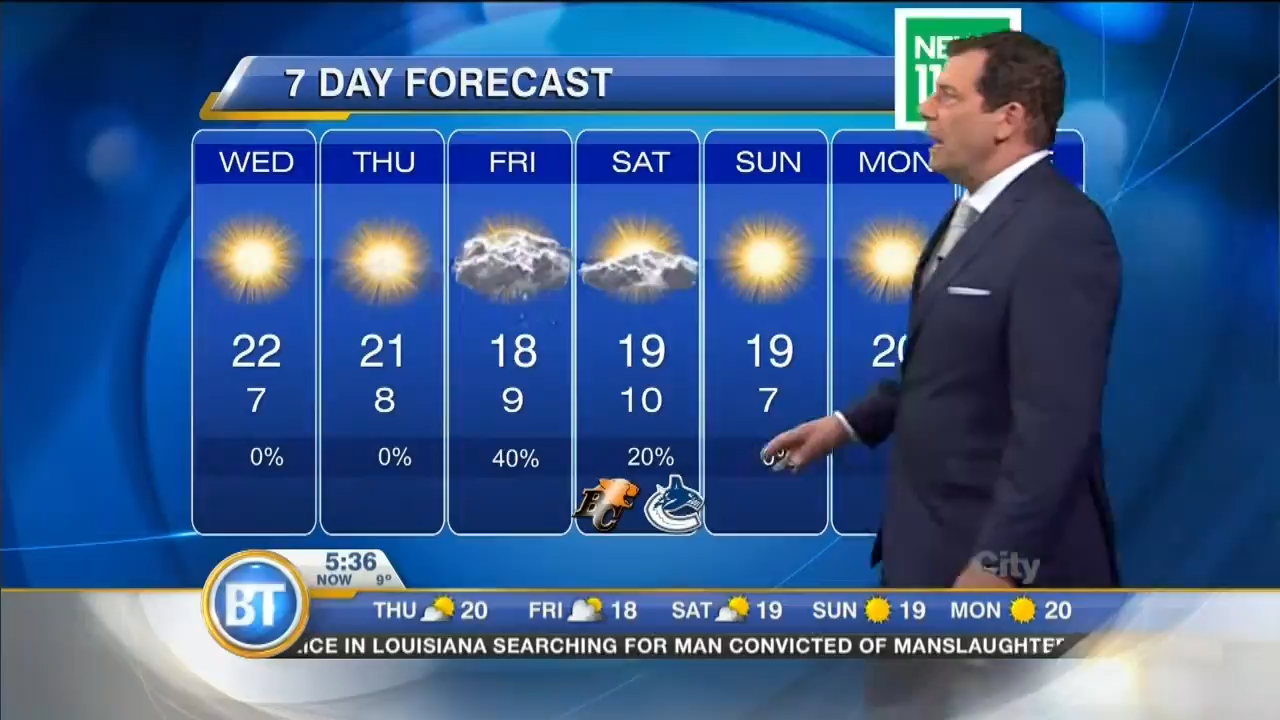 7 DAY FORECAST
WED THU FRI SAT SUN MON
22 21 18 19 19
7 8 9 10 7
0% 0% 40% 20%
BC
5:36
NOW 9°
BT
City
THU 20 FRI 18 SAT 19 SUN 19 MON 20
IN LOUISIANA SEARCHING FOR MAN CONVICTED OF